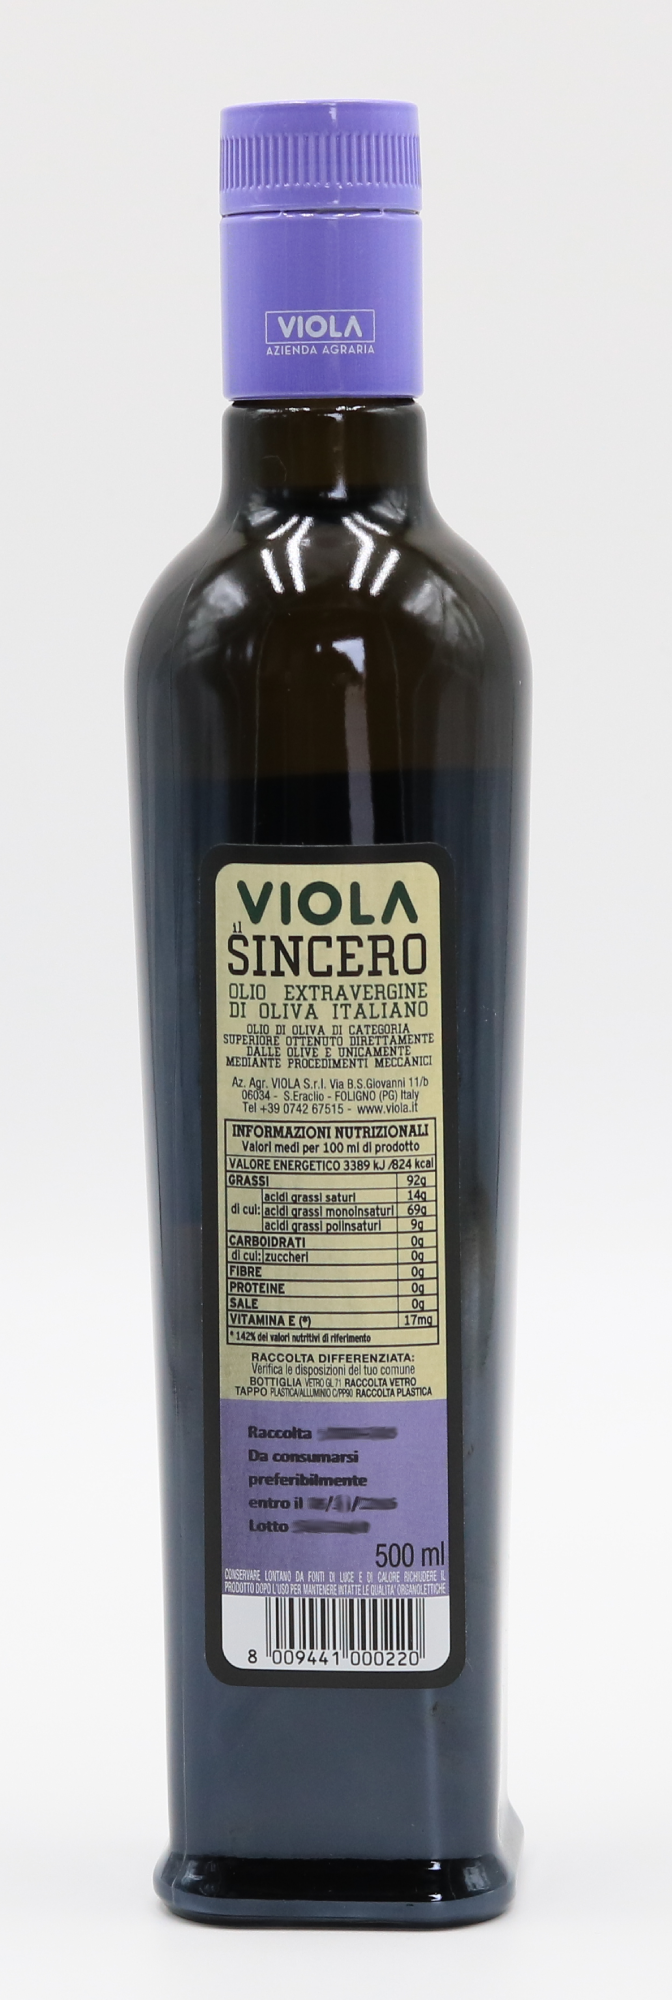 VIOLA
AZIENDA AGRARIA
VIOLA
il
SINCERO
OLIO EXTRAVERGINE
DI OLIVA ITALIANO
OLIO DI OLIVA DI CATEGORIA
SUPERIORE OTTENUTO DIRETTAMENTE
DALLE OLIVE E UNICAMENTE
MEDIANTE PROCEDIMENTI MECCANICI
Az. Agr. VIOLA S.r.l. Via B.S.Giovanni 11/b
06034 - S.Eraclio - FOLIGNO (PG) Italy
Tel +39 0742 67515 - www.viola.it
INFORMAZIONI NUTRIZIONALI
Valori medi per 100 ml di prodotto
VALORE ENERGETICO 3389 kJ /824 kcal
GRASSI 92g
di cui: acidi grassi saturi 14g
acidi grassi monoinsaturi 69g
acidi grassi polinsaturi 9g
CARBOIDRATI 0g
di cui: zuccheri 0g
FIBRE 0g
PROTEINE 0g
SALE 0g
VITAMINA E (*) 17mg
* 142% dei valori nutritivi di riferimento
RACCOLTA DIFFERENZIATA:
Verifica le disposizioni del tuo comune
BOTTIGLIA VETRO GL 71 RACCOLTA VETRO
TAPPO PLASTICA/ALLUMINIO C/PP90 RACCOLTA PLASTICA
Raccolta
Da consumarsi
preferibilmente
entro il
Lotto
500 ml
CONSERVARE LONTANO DA FONTI DI LUCE E DI CALORE RICHIUDERE IL
PRODOTTO DOPO L'USO PER MANTENERE INTATTE LE QUALITA' ORGANOLETTICHE
8 009441 000220